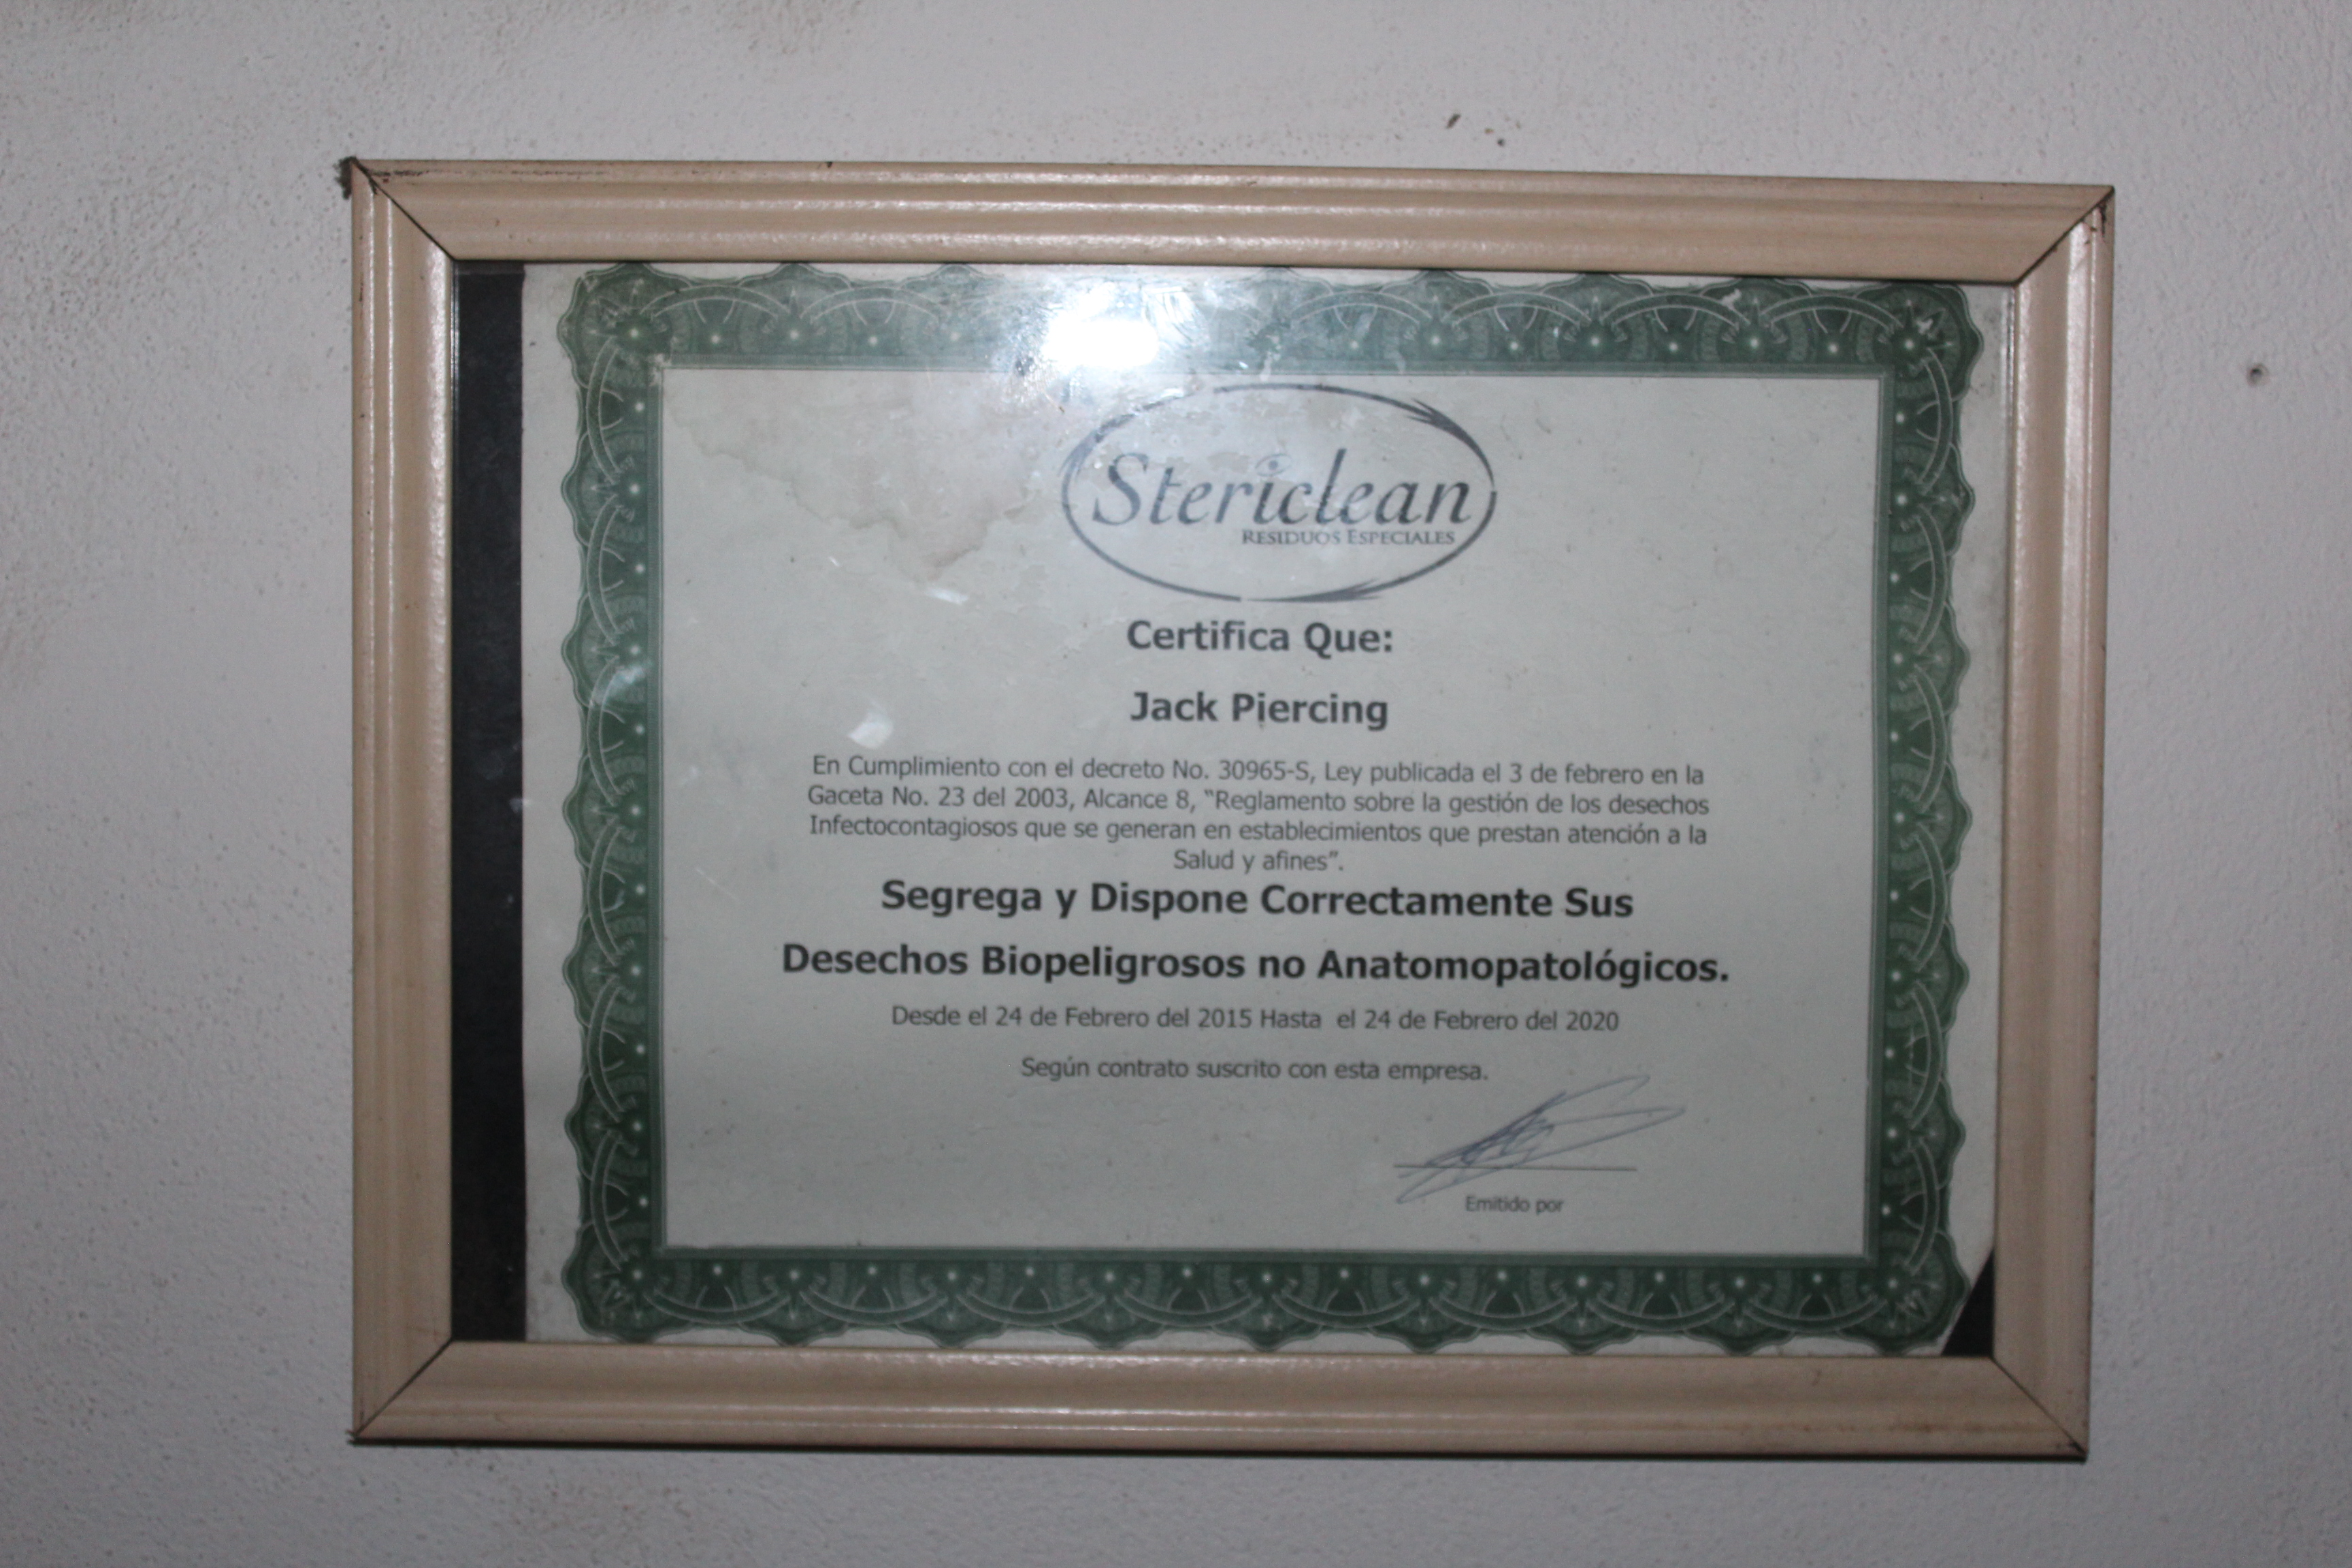 Stericlean
RESIDUOS ESPECIALES
Certifica Que:
Jack Piercing
En Cumplimiento con el decreto No. 30965-S, Ley publicada el 3 de febrero en la
Gaceta No. 23 del 2003, Alcance 8, “Reglamento sobre la gestión de los desechos
Infectocontagiosos que se generan en establecimientos que prestan atención a la
Salud y afines”.
Segrega y Dispone Correctamente Sus
Desechos Biopeligrosos no Anatomopatológicos.
Desde el 24 de Febrero del 2015 Hasta el 24 de Febrero del 2020
Según contrato suscrito con esta empresa.
Emitido por